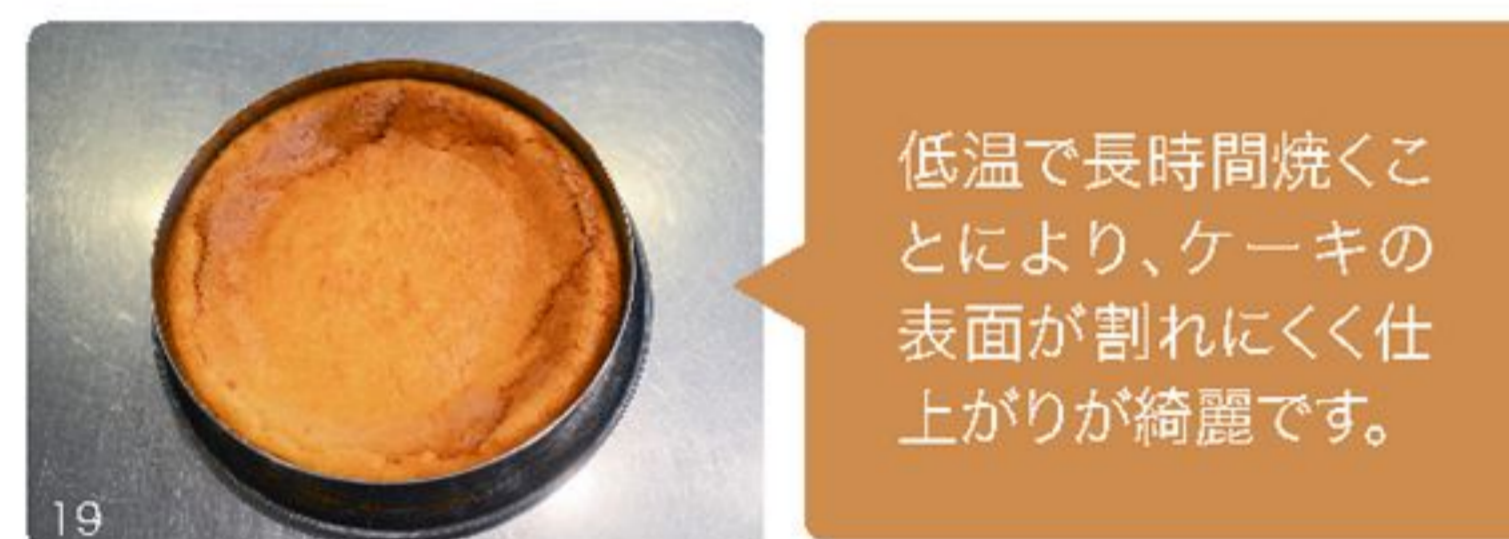 19
低温で長時間焼くこ
とにより、ケーキの
表面が割れにくく仕
上がりが綺麗です。